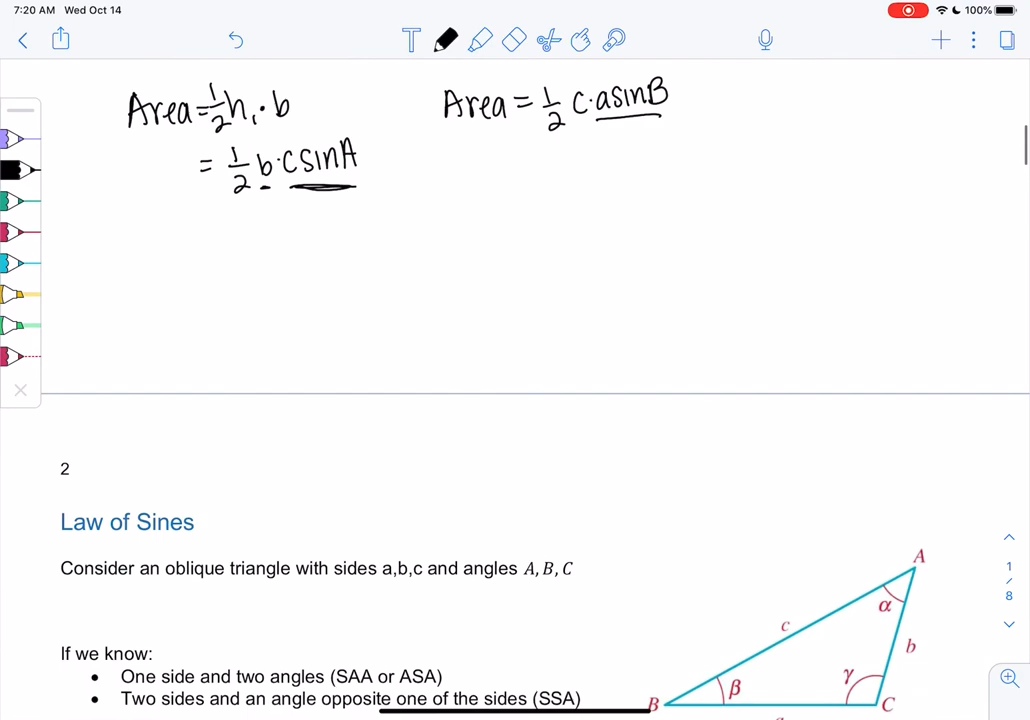 7:20 AM Wed Oct 14
100%
T
Area = 1/2 h₁ · b
= 1/2 b · c sin A
Area = 1/2 c · a sin B
2
Law of Sines
Consider an oblique triangle with sides a,b,c and angles A, B, C
If we know:
• One side and two angles (SAA or ASA)
• Two sides and an angle opposite one of the sides (SSA)
A
α
c
b
β
γ
B
C
1
/
8